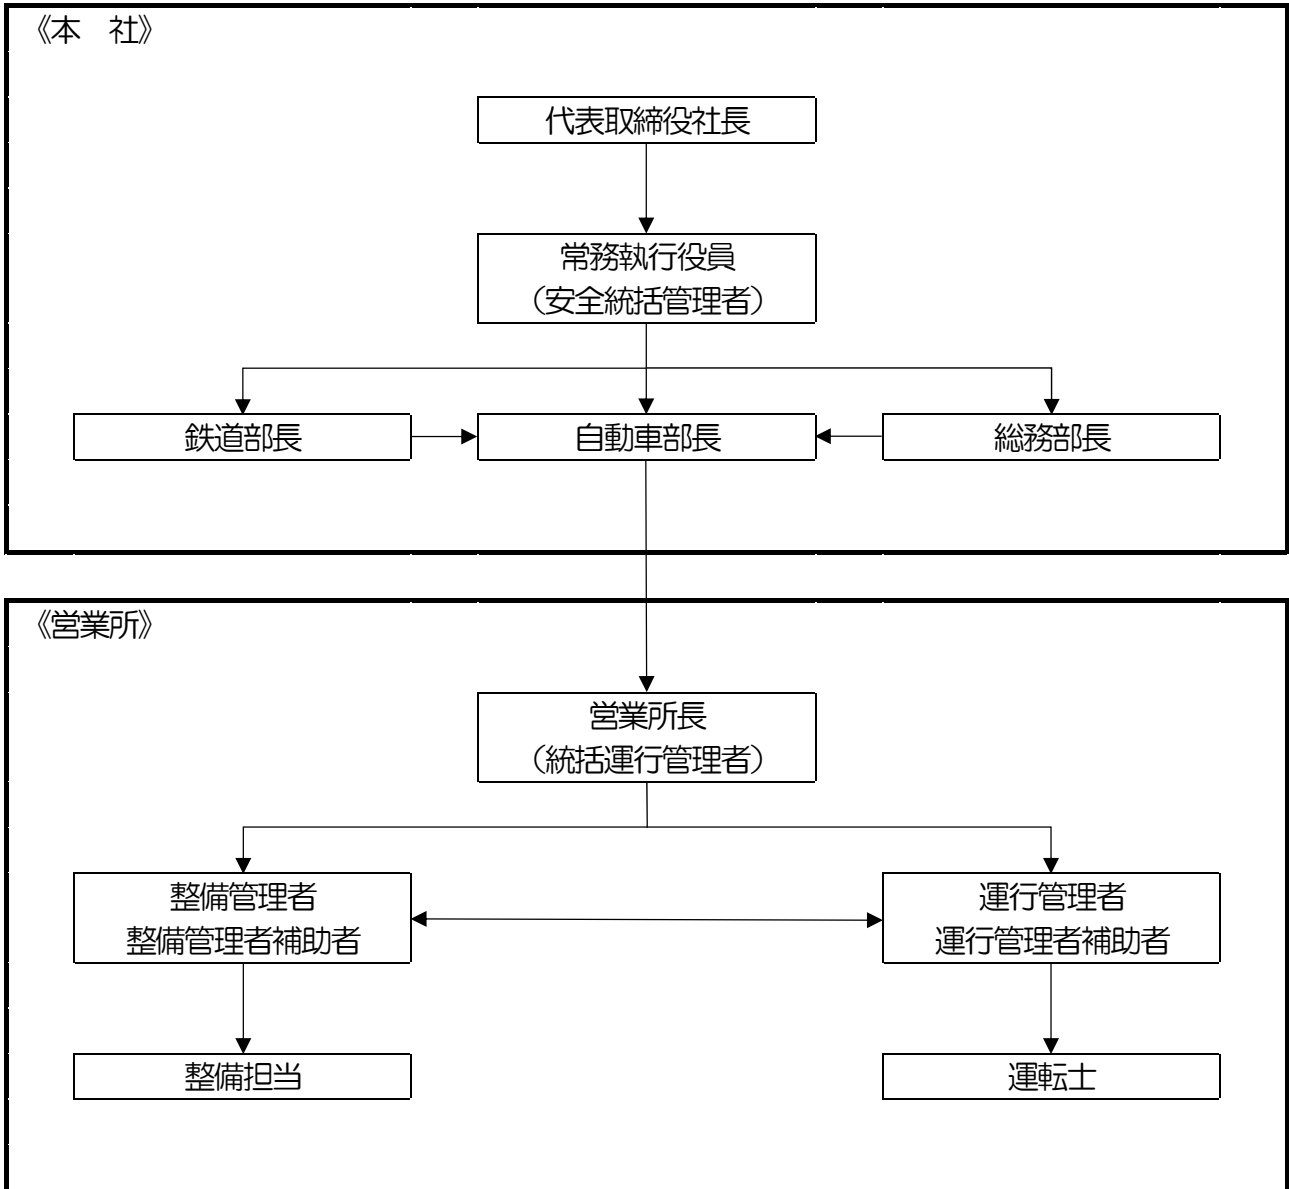 《本　社》
代表取締役社長
常務執行役員
（安全統括管理者）
鉄道部長
自動車部長
総務部長
《営業所》
営業所長
（統括運行管理者）
整備管理者
整備管理者補助者
運行管理者
運行管理者補助者
整備担当
運転士